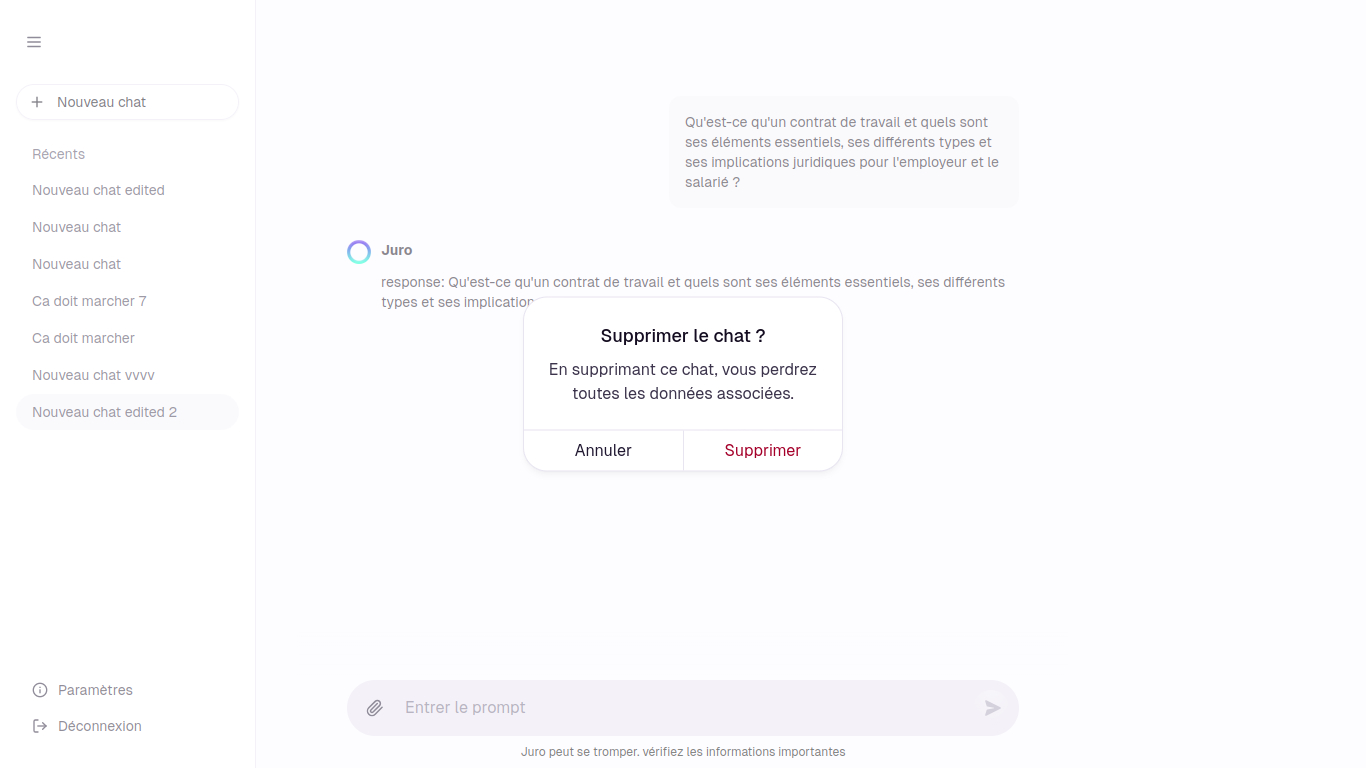 Nouveau chat
Récents
Nouveau chat edited
Nouveau chat
Nouveau chat
Ca doit marcher 7
Ca doit marcher
Nouveau chat vvvv
Nouveau chat edited 2
Paramètres
Déconnexion
Qu'est-ce qu'un contrat de travail et quels sont
ses éléments essentiels, ses différents types et
ses implications juridiques pour l'employeur et le
salarié ?
Juro
response: Qu'est-ce qu'un contrat de travail et quels sont ses éléments essentiels, ses différents
types et ses implication
Supprimer le chat ?
En supprimant ce chat, vous perdrez
toutes les données associées.
Annuler
Supprimer
Entrer le prompt
Juro peut se tromper. vérifiez les informations importantes